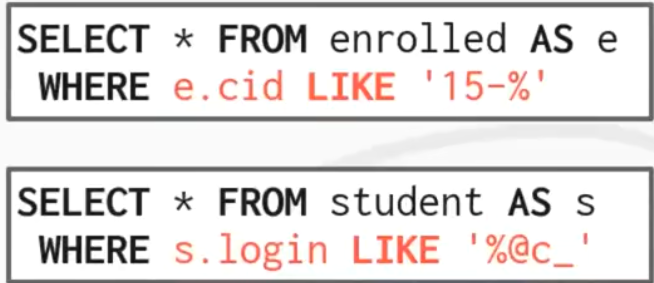 SELECT * FROM enrolled AS e
WHERE e.cid LIKE '15-%'
SELECT * FROM student AS s
WHERE s.login LIKE '%@c_'